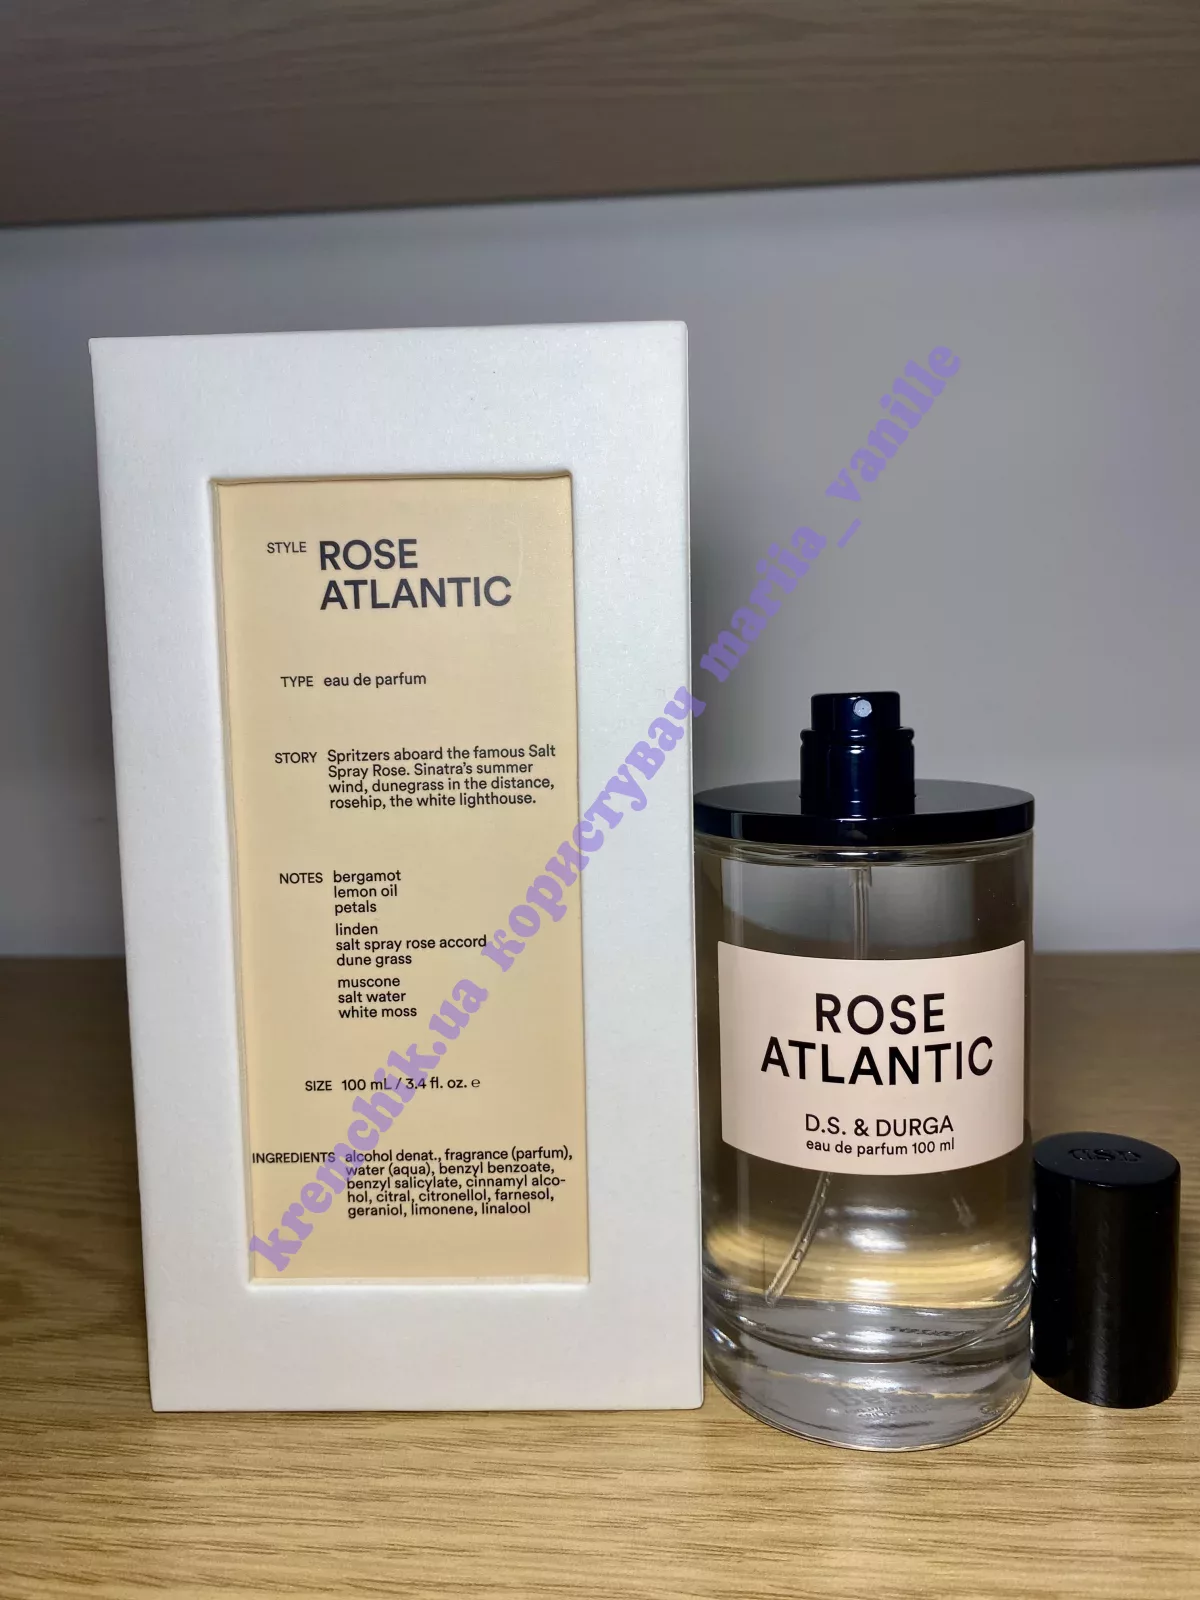 STYLE ROSE
ATLANTIC
TYPE eau de parfum
STORY Spritzers aboard the famous Salt
Spray Rose. Sinatra's summer
wind, dunegrass in the distance,
rosehip, the white lighthouse.
NOTES bergamot
lemon oil
petals
linden
salt spray rose accord
dune grass
muscone
salt water
white moss
SIZE 100 mL / 3.4 fl. oz. ℮
INGREDIENTS alcohol denat., fragrance (parfum),
water (aqua), benzyl benzoate,
benzyl salicylate, cinnamyl alco-
hol, citral, citronellol, farnesol,
geraniol, limonene, linalool
ROSE
ATLANTIC
D.S. & DURGA
eau de parfum 100 ml
DSD
kremchik.ua користувач mariia_vanille